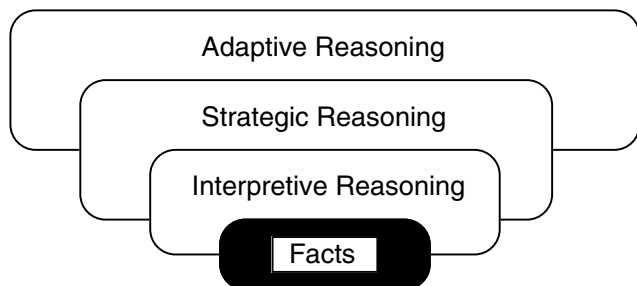 Adaptive Reasoning
Strategic Reasoning
Interpretive Reasoning
Facts